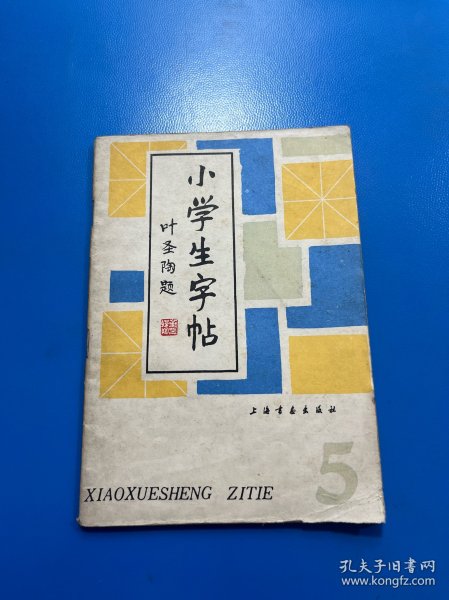 小学生字帖
叶圣陶题
上海书画出版社
5
XIAOXUESHENG ZITIE
孔夫子旧书网
www.kongfz.com